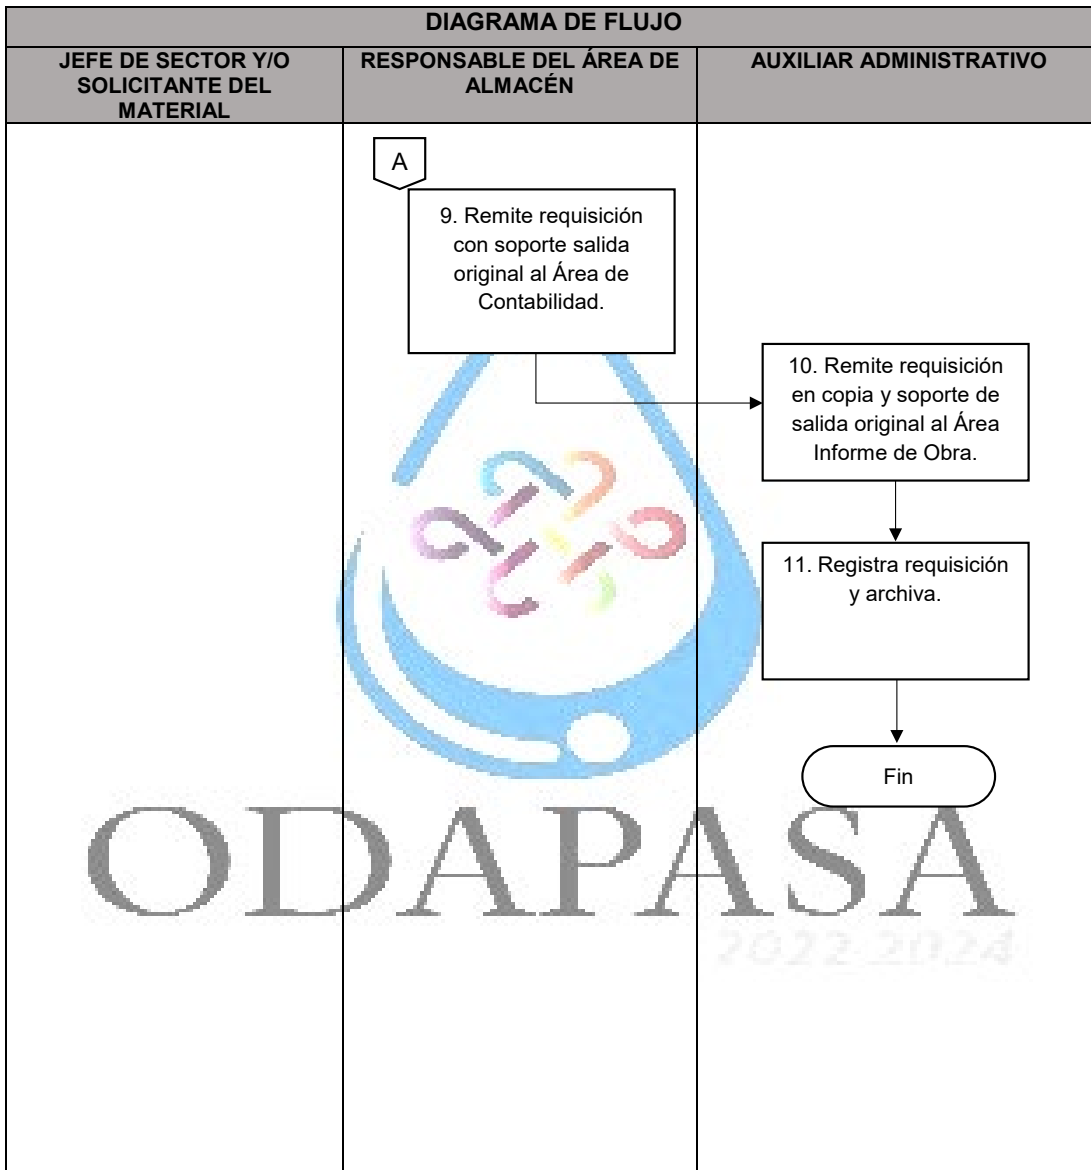 DIAGRAMA DE FLUJO
JEFE DE SECTOR Y/O
SOLICITANTE DEL
MATERIAL
RESPONSABLE DEL ÁREA DE
ALMACÉN
AUXILIAR ADMINISTRATIVO
A
9. Remite requisición
con soporte salida
original al Área de
Contabilidad.
10. Remite requisición
en copia y soporte de
salida original al Área
Informe de Obra.
11. Registra requisición
y archiva.
Fin
ODAPASA
2022-2024